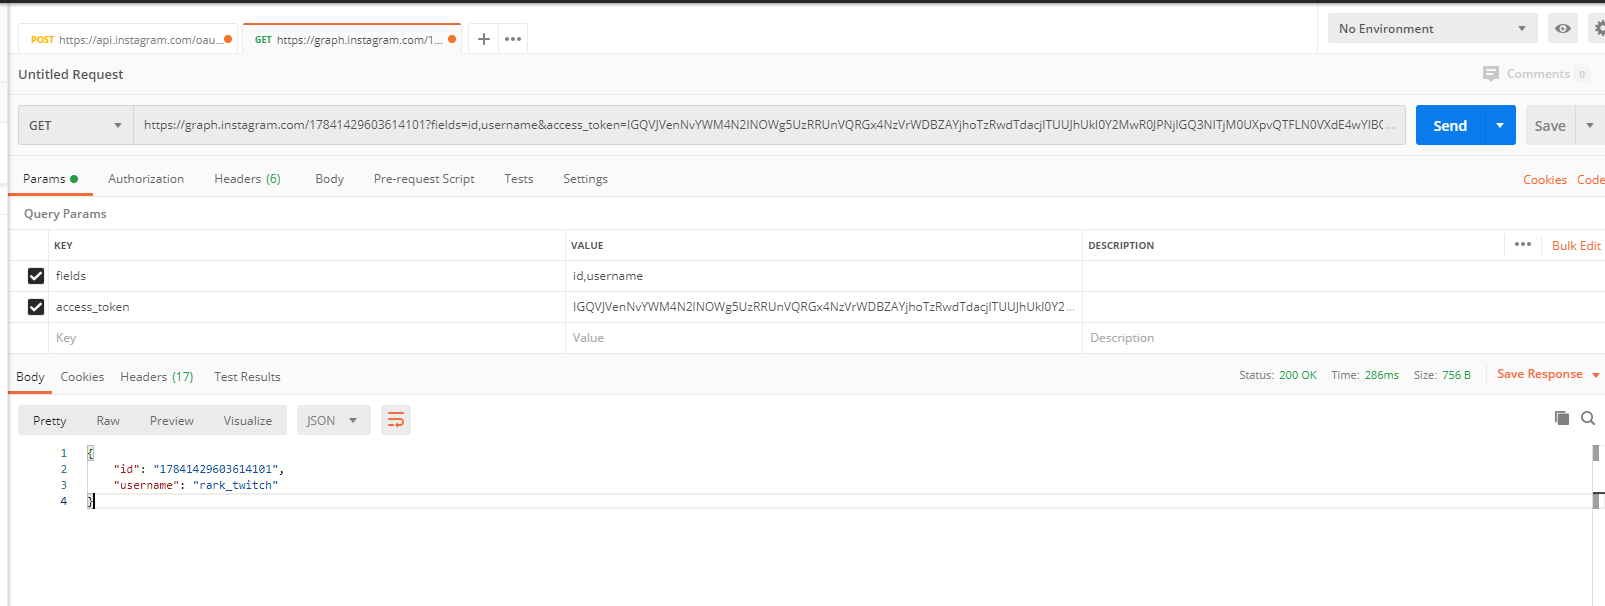 POST https://api.instagram.com/oau...
GET https://graph.instagram.com/1...
No Environment
Untitled Request
Comments 0
GET
https://graph.instagram.com/17841429603614101?fields=id,username&access_token=IGQVJVenNvYWM4N2lNOWg5UzRRUnVQRGx4NzVrWDBZAYjhoTzRwdTdacjlTUUJhUkl0Y2MwR0JPNjlGQ3NITjM0UXpvQTFLN0VXdE4wYlBC...
Send
Save
Params
Authorization
Headers (6)
Body
Pre-request Script
Tests
Settings
Cookies
Code
Query Params
KEY VALUE DESCRIPTION
Bulk Edit
fields id,username
access_token IGQVJVenNvYWM4N2lNOWg5UzRRUnVQRGx4NzVrWDBZAYjhoTzRwdTdacjlTUUJhUkl0Y2...
Key Value Description
Body Cookies Headers (17) Test Results
Status: 200 OK Time: 286ms Size: 756 B
Save Response
Pretty Raw Preview Visualize JSON
1 {
2 "id": "17841429603614101",
3 "username": "rark_twitch"
4 }